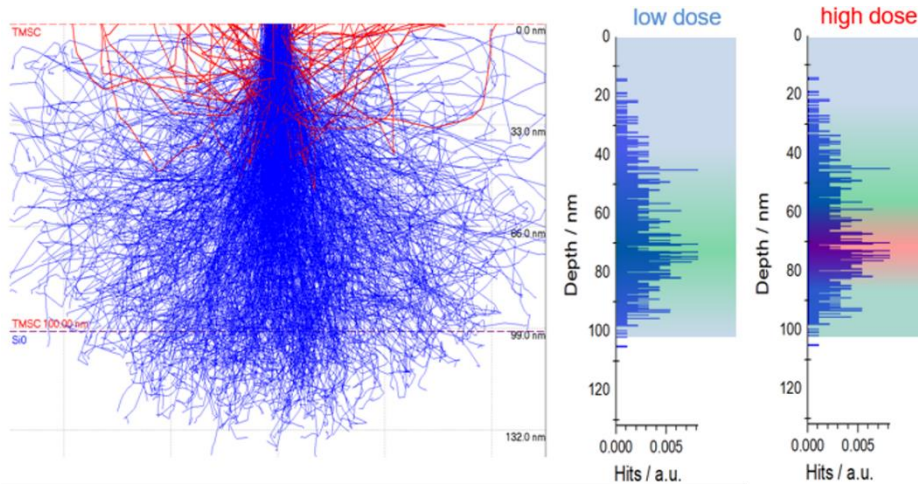 TMSC
0.0 nm
33.0 nm
66.0 nm
TMSC 100.00 nm
99.0 nm
Si0
132.0 nm
low dose
0
20
40
60
80
100
120
Depth / nm
0.000 0.005
Hits / a.u.
high dose
0
20
40
60
80
100
120
Depth / nm
0.000 0.005
Hits / a.u.